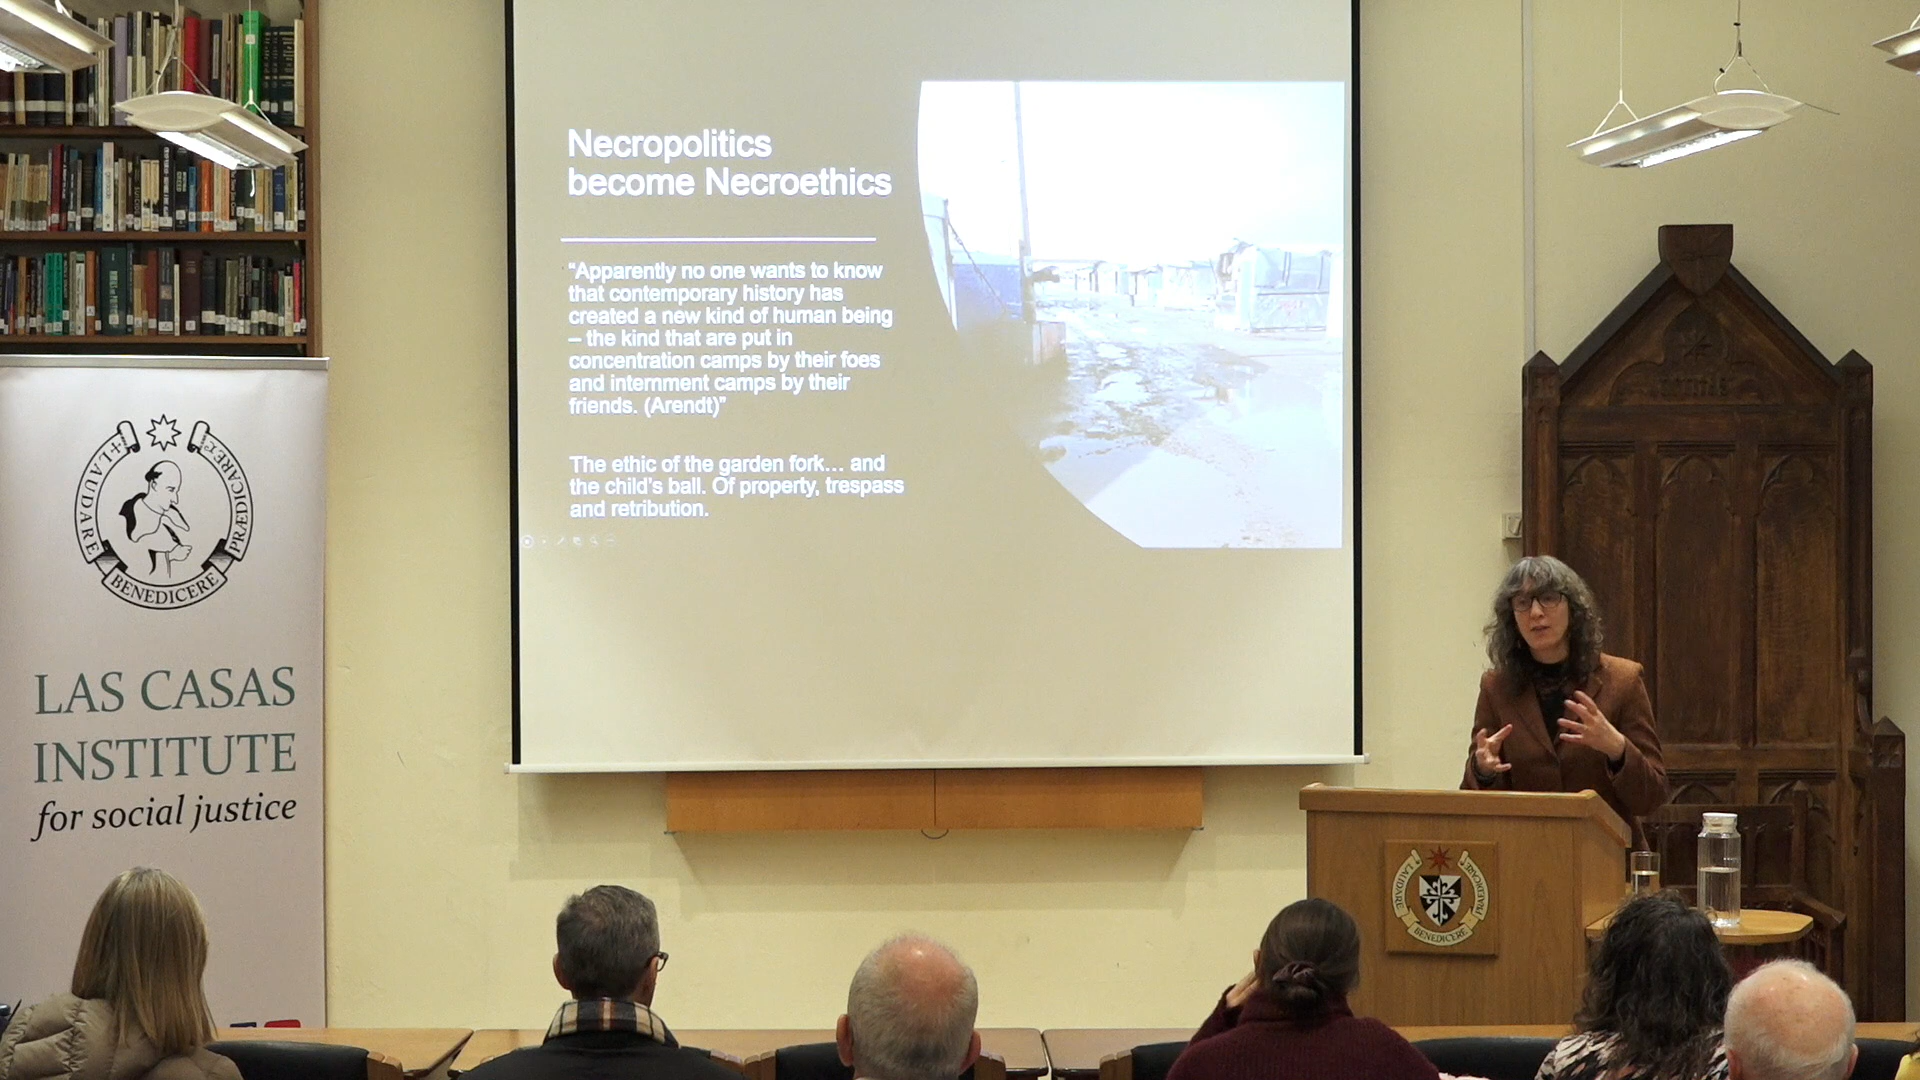 Necropolitics
become Necroethics
“Apparently no one wants to know
that contemporary history has
created a new kind of human being
– the kind that are put in
concentration camps by their foes
and internment camps by their
friends. (Arendt)”
The ethic of the garden fork… and
the child’s ball. Of property, trespass
and retribution.
LAUDARE
BENEDICERE
PRÆDICARE
LAS CASAS
INSTITUTE
for social justice
LAUDARE
BENEDICERE
PRÆDICARE